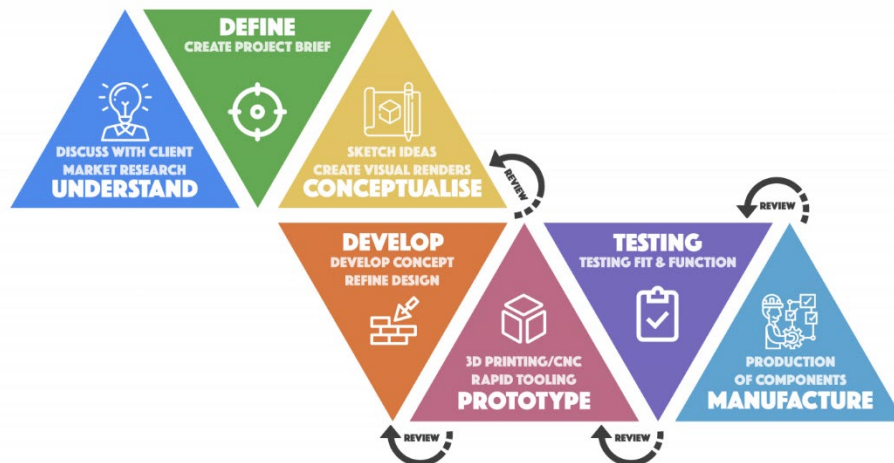 DEFINE
CREATE PROJECT BRIEF
DISCUSS WITH CLIENT
MARKET RESEARCH
UNDERSTAND
SKETCH IDEAS
CREATE VISUAL RENDERS
CONCEPTUALISE
REVIEW
REVIEW
DEVELOP
DEVELOP CONCEPT
REFINE DESIGN
TESTING
TESTING FIT & FUNCTION
3D PRINTING/CNC
RAPID TOOLING
PROTOTYPE
PRODUCTION
OF COMPONENTS
MANUFACTURE
REVIEW
REVIEW